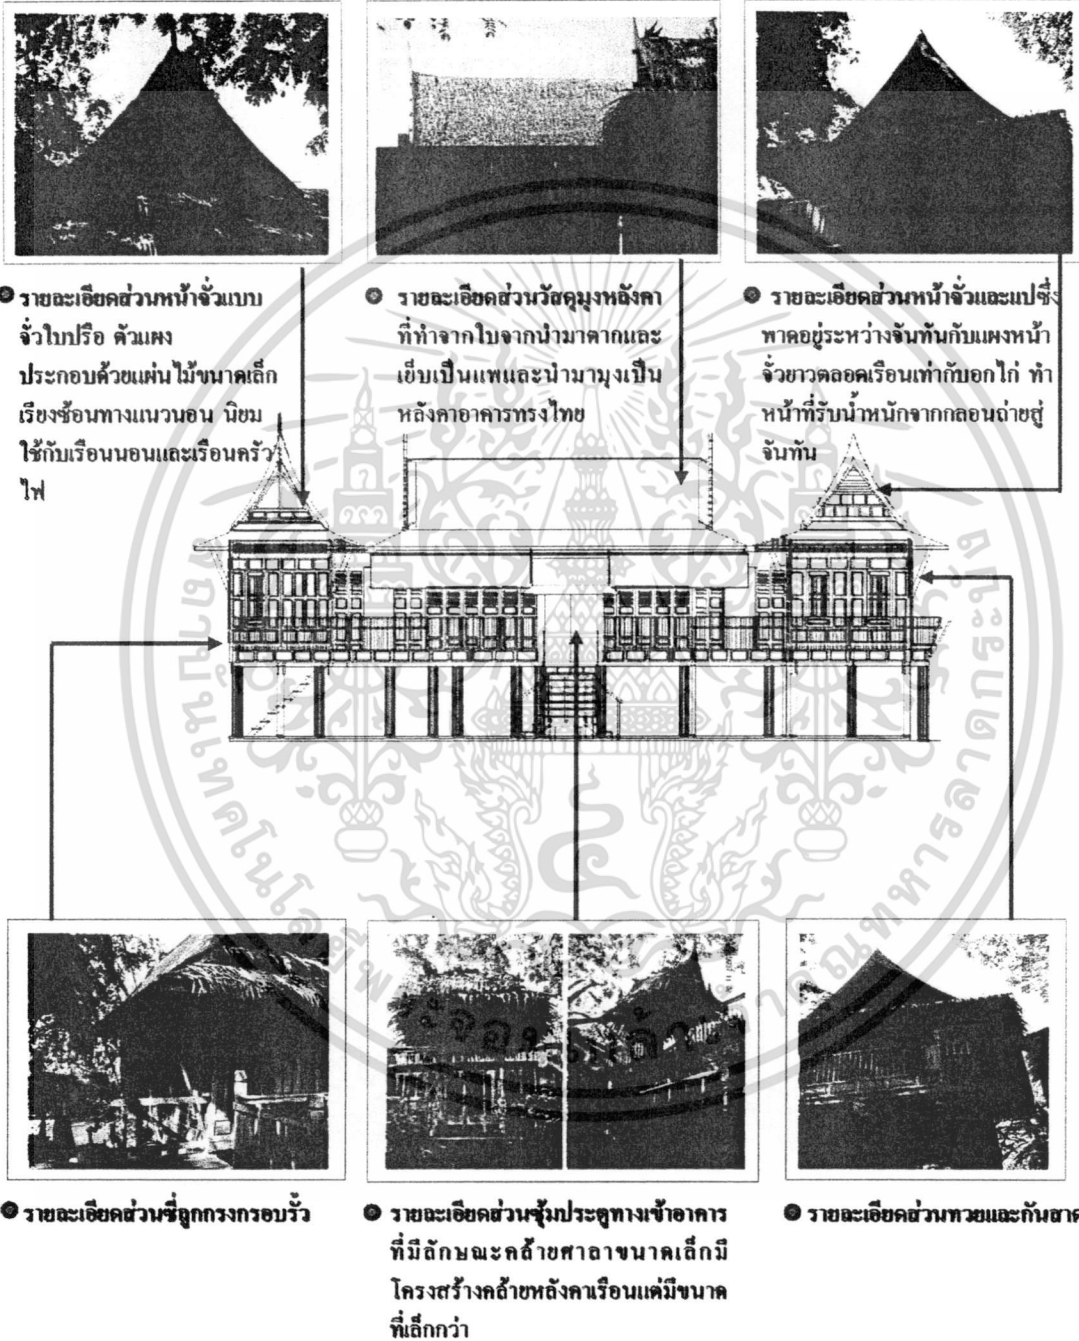 รายละเอียดส่วนหน้าจั่วแบบ
จั่วใบปรือ ตัวแผง
ประกอบด้วยแผ่นไม้ขนาดเล็ก
เรียงซ้อนทางแนวนอน นิยม
ใช้กับเรือนนอนและเรือนครัว
ไฟ
รายละเอียดส่วนวัสดุมุงหลังคา
ที่ทำจากใบจากนำมาตากและ
เย็บเป็นแพและนำมามุงเป็น
หลังคาอาคารทรงไทย
รายละเอียดส่วนหน้าจั่วและแปซึ่ง
พาดอยู่ระหว่างจันทันกับแผงหน้า
จั่วยาวตลอดเรือนเท่ากับอกไก่ ทำ
หน้าที่รับน้ำหนักจากกลอนถ่ายสู่
จันทัน
รายละเอียดส่วนซี่ลูกกรงกรอบรั้ว
รายละเอียดส่วนซุ้มประตูทางเข้าอาคาร
ที่มีลักษณะคล้ายศาลาขนาดเล็กมี
โครงสร้างคล้ายหลังคาเรือนแต่มีขนาด
ที่เล็กกว่า
รายละเอียดส่วนทวยและกันสาด